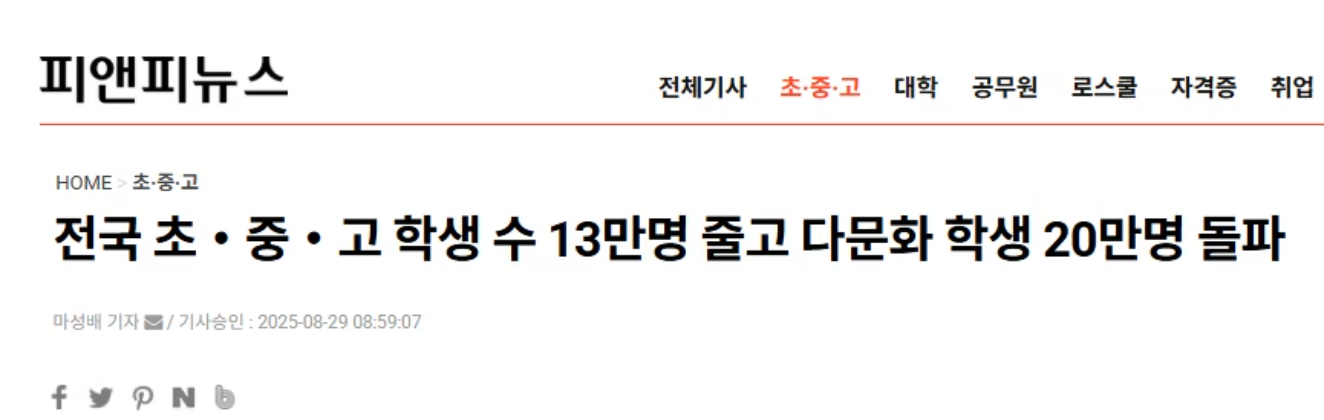 피앤피뉴스
전체기사 초·중·고 대학 공무원 로스쿨 자격증 취업
HOME > 초·중·고
전국 초・중・고 학생 수 13만명 줄고 다문화 학생 20만명 돌파
마성배 기자 / 기사승인 : 2025-08-29 08:59:07